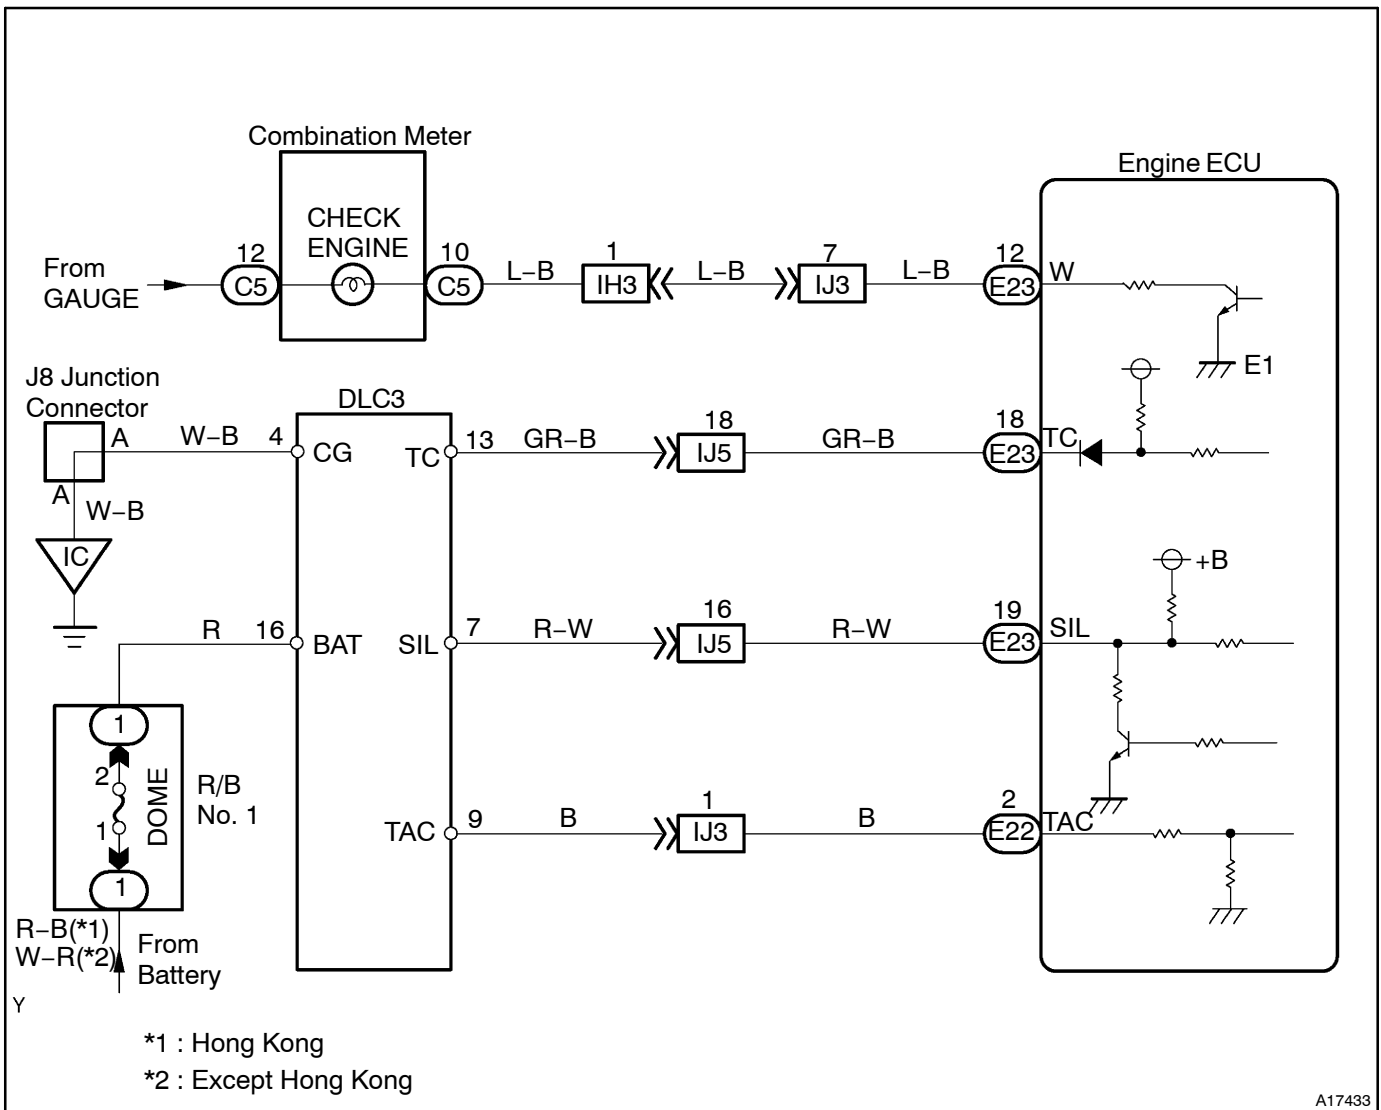 Combination Meter
Engine ECU
CHECK
ENGINE
From
GAUGE
12
C5
10
C5
L–B
1
IH3
L–B
7
IJ3
L–B
12
E23
W
E1
J8 Junction
Connector
A
A
W–B
W–B
IC
DLC3
4
CG
TC
13
GR–B
18
IJ5
GR–B
18
E23
TC
+B
R
16
BAT
SIL
7
R–W
16
IJ5
R–W
19
E23
SIL
1
2
1
1
DOME
R/B
No. 1
TAC
9
B
1
IJ3
B
2
E22
TAC
R–B(*1)
W–R(*2)
From
Battery
Y
*1 : Hong Kong
*2 : Except Hong Kong
A17433